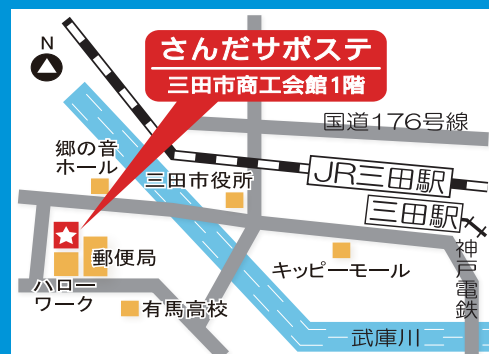 N
さんだサポステ
三田市商工会館1階
国道176号線
郷の音
ホール
三田市役所
JR三田駅
三田駅
神戸電鉄
郵便局
ハロー
ワーク
キッピーモール
有馬高校
武庫川